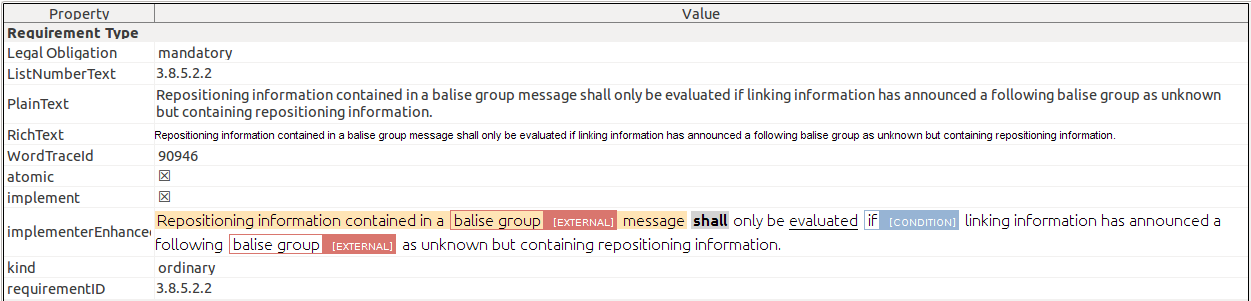 Property Value
Requirement Type
Legal Obligation mandatory
ListNumberText 3.8.5.2.2
PlainText Repositioning information contained in a balise group message shall only be evaluated if linking information has announced a following balise group as unknown
but containing repositioning information.
RichText Repositioning information contained in a balise group message shall only be evaluated if linking information has announced a following balise group as unknown but containing repositioning information.
WordTraceId 90946
atomic ☒
implement ☒
implementerEnhanced Repositioning information contained in a balise group [EXTERNAL] message shall only be evaluated if [CONDITION] linking information has announced a
following balise group [EXTERNAL] as unknown but containing repositioning information.
kind ordinary
requirementID 3.8.5.2.2